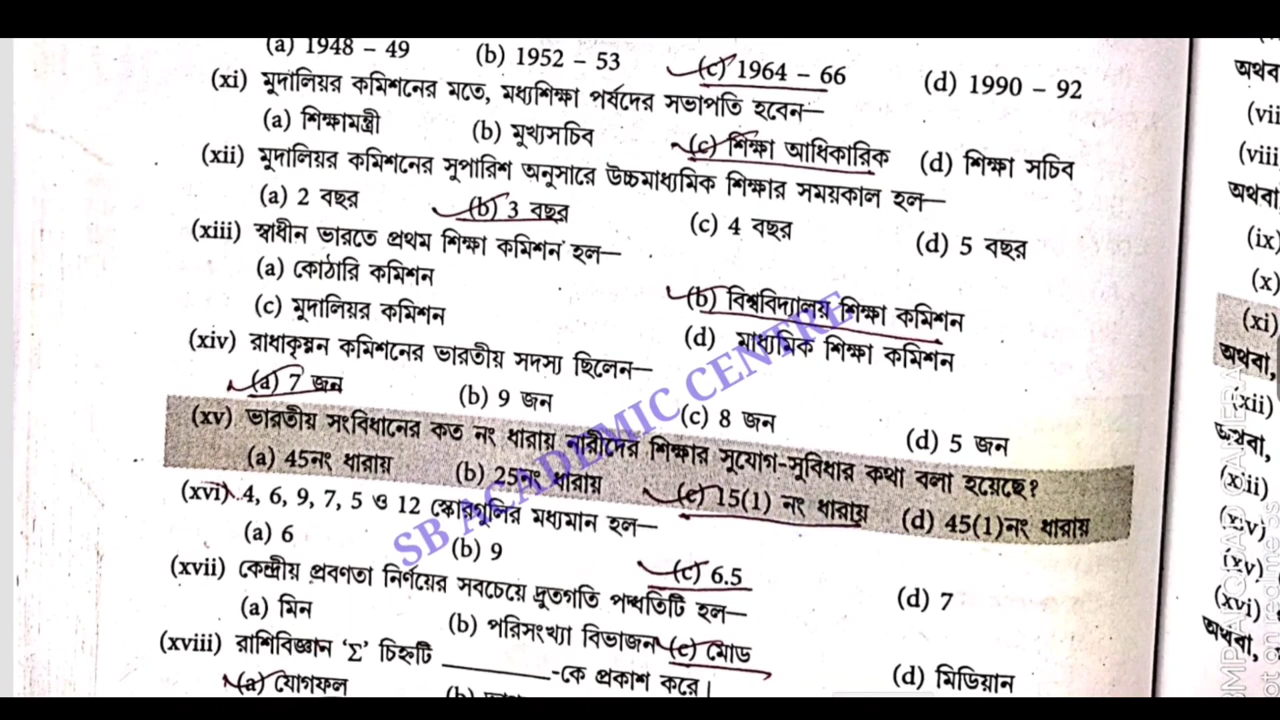 (a) 1948 – 49 (b) 1952 – 53 (c) 1964 – 66 (d) 1990 – 92
(xi) মুদালিয়র কমিশনের মতে, মধ্যশিক্ষা পর্ষদের সভাপতি হবেন—
(a) শিক্ষামন্ত্রী (b) মুখ্যসচিব (c) শিক্ষা আধিকারিক (d) শিক্ষা সচিব
(xii) মুদালিয়র কমিশনের সুপারিশ অনুসারে উচ্চমাধ্যমিক শিক্ষার সময়কাল হল—
(a) 2 বছর (b) 3 বছর (c) 4 বছর (d) 5 বছর
(xiii) স্বাধীন ভারতে প্রথম শিক্ষা কমিশন হল—
(a) কোঠারি কমিশন (b) বিশ্ববিদ্যালয় শিক্ষা কমিশন
(c) মুদালিয়র কমিশন (d) মাধ্যমিক শিক্ষা কমিশন
(xiv) রাধাকৃষ্ণন কমিশনের ভারতীয় সদস্য ছিলেন—
(a) 7 জন (b) 9 জন (c) 8 জন (d) 5 জন
(xv) ভারতীয় সংবিধানের কত নং ধারায় নারীদের শিক্ষার সুযোগ-সুবিধার কথা বলা হয়েছে?
(a) 45নং ধারায় (b) 25নং ধারায় (c) 15(1) নং ধারায় (d) 45(1)নং ধারায়
(xvi) 4, 6, 9, 7, 5 ও 12 স্কোরগুলির মধ্যমান হল—
(a) 6 (b) 9 (c) 6.5 (d) 7
(xvii) কেন্দ্রীয় প্রবণতা নির্ণয়ের সবচেয়ে দ্রুতগতি পদ্ধতিটি হল—
(a) মিন (b) পরিসংখ্যা বিভাজন (c) মোড (d) মিডিয়ান
(xviii) রাশিবিজ্ঞান ‘Σ’ চিহ্নটি ________-কে প্রকাশ করে।
(a) যোগফল (b)
SB ACADEMIC CENTRE
অথব
(vii
(viii
অথবা,
(ix)
(x)
(xi)
অথবা,
(xii)
অথবা,
(xiii)
(xiv)
(xv)
(xvi)
অথবা,